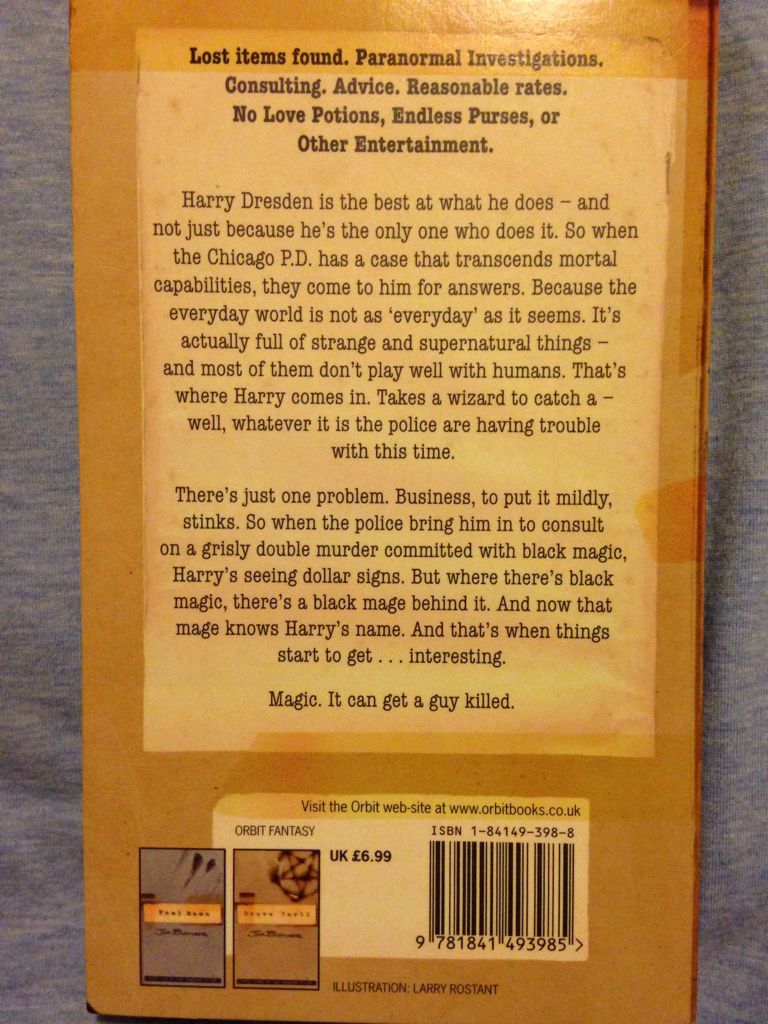 Lost items found. Paranormal Investigations.
Consulting. Advice. Reasonable rates.
No Love Potions, Endless Purses, or
Other Entertainment.
Harry Dresden is the best at what he does – and
not just because he's the only one who does it. So when
the Chicago P.D. has a case that transcends mortal
capabilities, they come to him for answers. Because the
everyday world is not as ‘everyday’ as it seems. It's
actually full of strange and supernatural things –
and most of them don't play well with humans. That's
where Harry comes in. Takes a wizard to catch a –
well, whatever it is the police are having trouble
with this time.
There's just one problem. Business, to put it mildly,
stinks. So when the police bring him in to consult
on a grisly double murder committed with black magic,
Harry's seeing dollar signs. But where there's black
magic, there's a black mage behind it. And now that
mage knows Harry's name. And that's when things
start to get . . . interesting.
Magic. It can get a guy killed.
Visit the Orbit web-site at www.orbitbooks.co.uk
ORBIT FANTASY
ISBN 1-84149-398-8
UK £6.99
Fool Moon
Grave Peril
Jim Butcher
Jim Butcher
9 781841 493985 >
ILLUSTRATION: LARRY ROSTANT